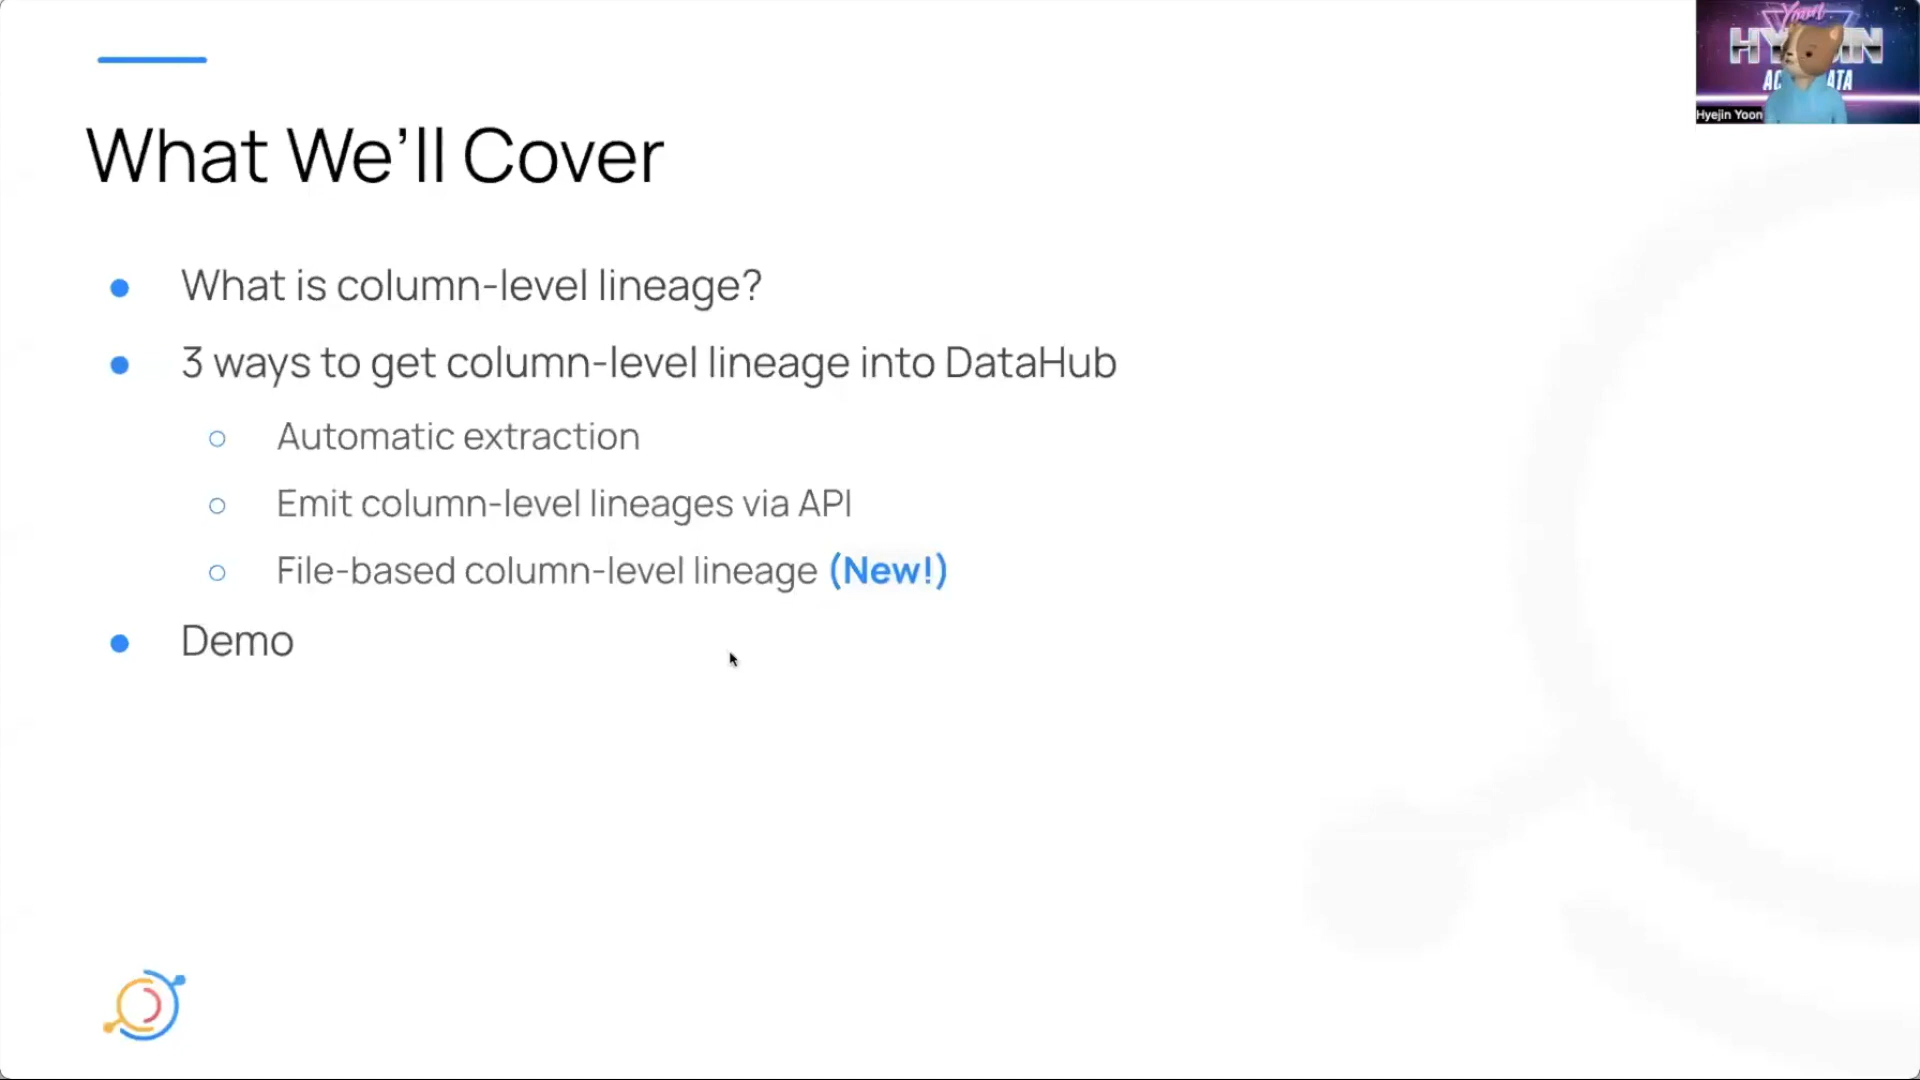 What We’ll Cover
What is column-level lineage?
3 ways to get column-level lineage into DataHub
Automatic extraction
Emit column-level lineages via API
File-based column-level lineage (New!)
Demo
Hyejin Yoon